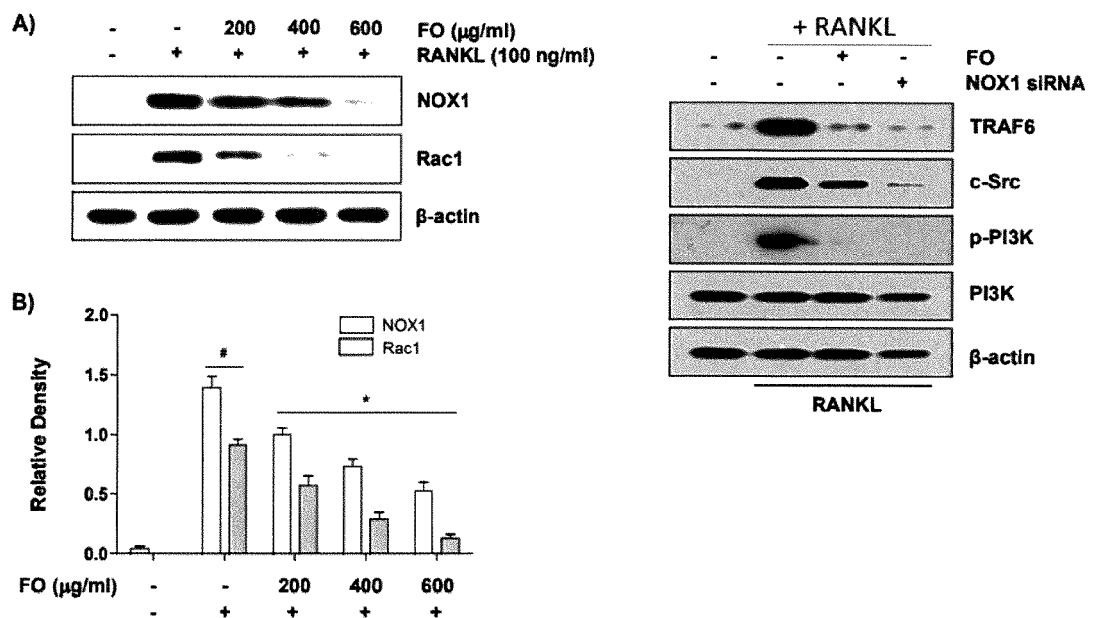 A)
- - 200 400 600 FO (µg/ml)
- + + + + RANKL (100 ng/ml)
NOX1
Rac1
β-actin
+ RANKL
- - + - FO
- - - + NOX1 siRNA
TRAF6
c-Src
p-PI3K
PI3K
β-actin
RANKL
B)
Relative Density
2.0
1.5
1.0
0.5
0.0
NOX1
Rac1
#
*
FO (µg/ml) - - 200 400 600
- + + + +